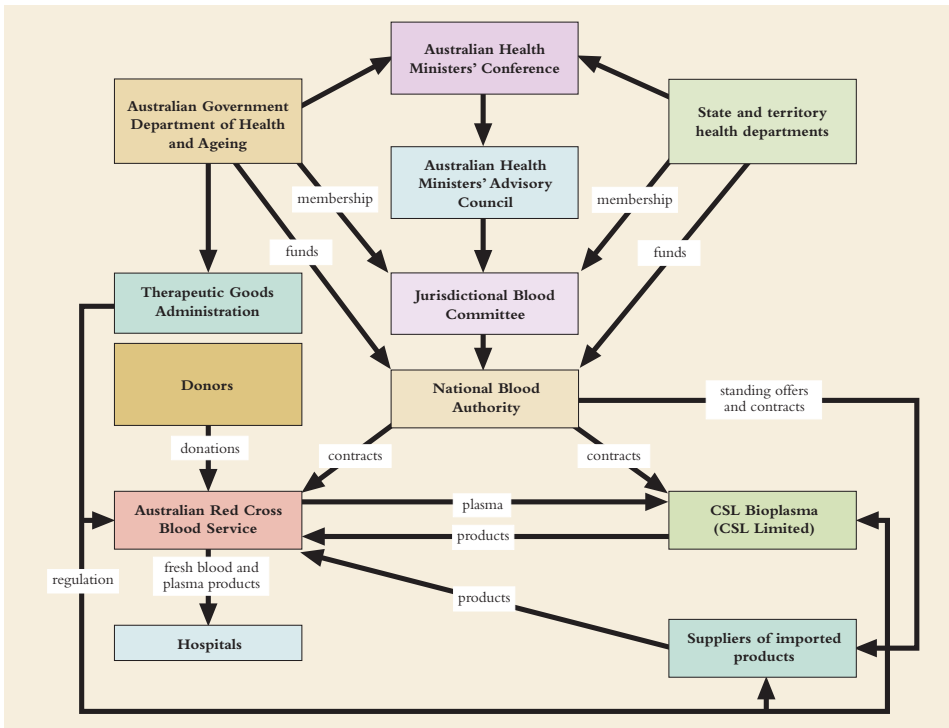 Australian Health
Ministers’ Conference
Australian Government
Department of Health
and Ageing
State and territory
health departments
Australian Health
Ministers’ Advisory
Council
membership
membership
funds
funds
Therapeutic Goods
Administration
Jurisdictional Blood
Committee
Donors
National Blood
Authority
standing offers
and contracts
donations
contracts
contracts
Australian Red Cross
Blood Service
plasma
CSL Bioplasma
(CSL Limited)
products
regulation
fresh blood and
plasma products
products
Hospitals
Suppliers of imported
products